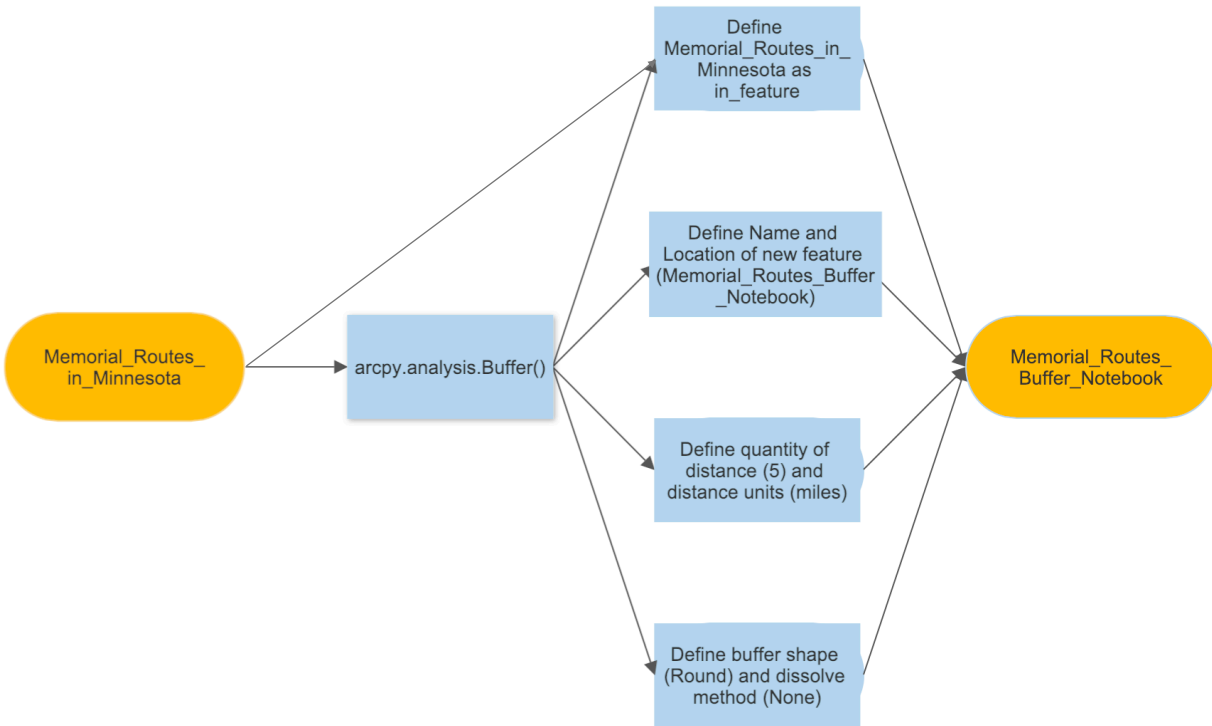 Define
Memorial_Routes_in_
Minnesota as
in_feature
Define Name and
Location of new feature
(Memorial_Routes_Buffer
_Notebook)
Memorial_Routes_
in_Minnesota
arcpy.analysis.Buffer()
Memorial_Routes_
Buffer_Notebook
Define quantity of
distance (5) and
distance units (miles)
Define buffer shape
(Round) and dissolve
method (None)